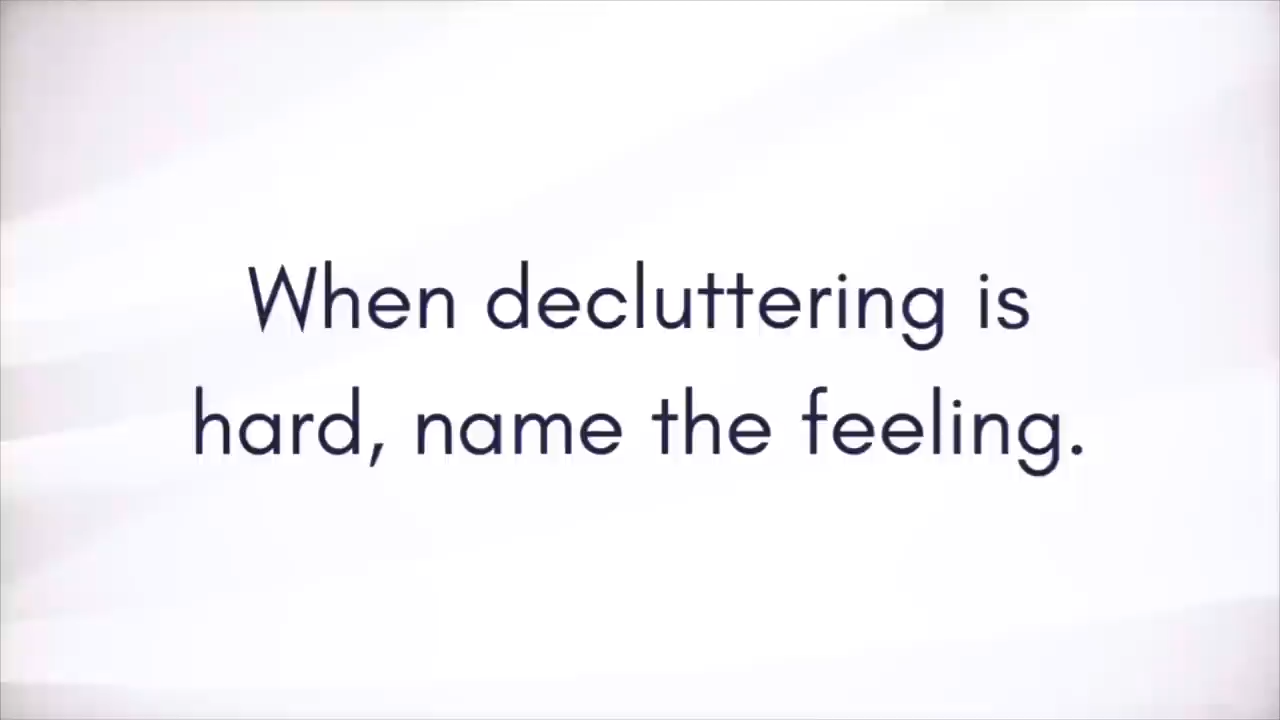 When decluttering is
hard, name the feeling.